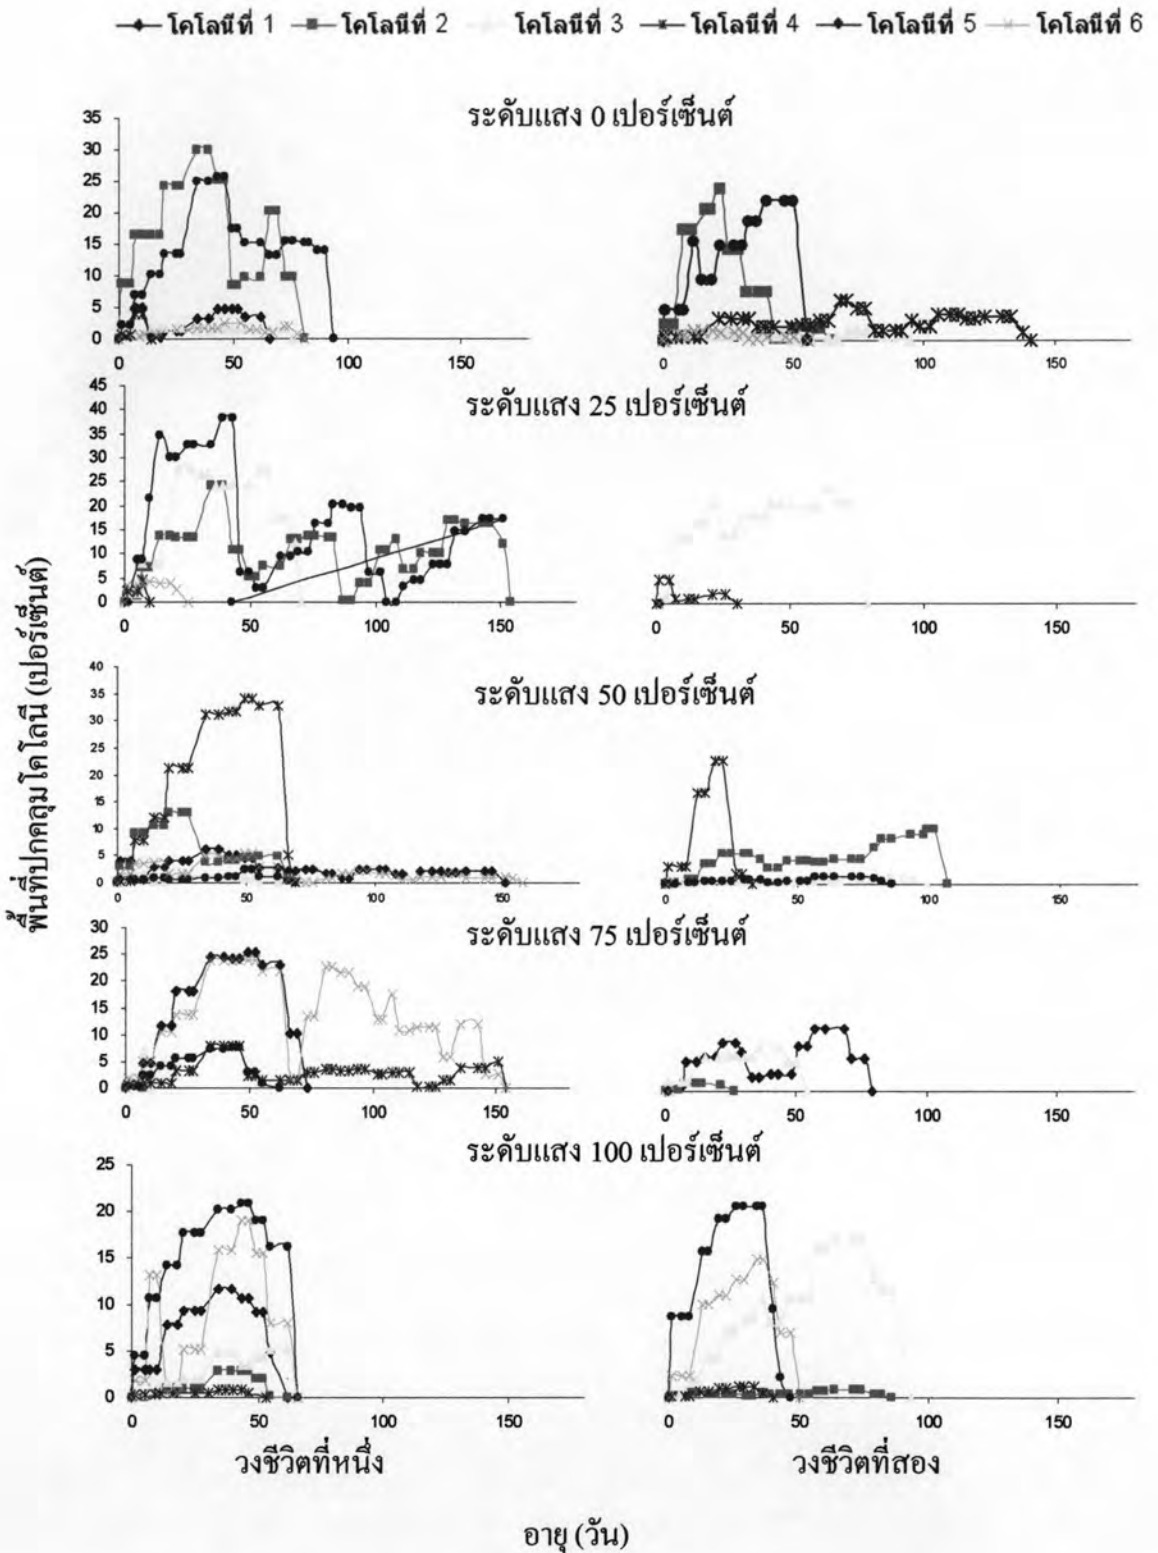 โคโลนีที่ 1 โคโลนีที่ 2 โคโลนีที่ 3 โคโลนีที่ 4 โคโลนีที่ 5 โคโลนีที่ 6
พื้นที่ปกคลุมโคโลนี (เปอร์เซ็นต์)
ระดับแสง 0 เปอร์เซ็นต์
35
30
25
20
15
10
5
0
0 50 100 150
0 50 100 150
ระดับแสง 25 เปอร์เซ็นต์
45
40
35
30
25
20
15
10
5
0
0 50 100 150
0 50 100 150
ระดับแสง 50 เปอร์เซ็นต์
40
35
30
25
20
15
10
5
0
0 50 100 150
0 50 100 150
ระดับแสง 75 เปอร์เซ็นต์
30
25
20
15
10
5
0
0 50 100 150
0 50 100 150
ระดับแสง 100 เปอร์เซ็นต์
25
20
15
10
5
0
0 50 100 150
0 50 100 150
วงชีวิตที่หนึ่ง วงชีวิตที่สอง
อายุ (วัน)